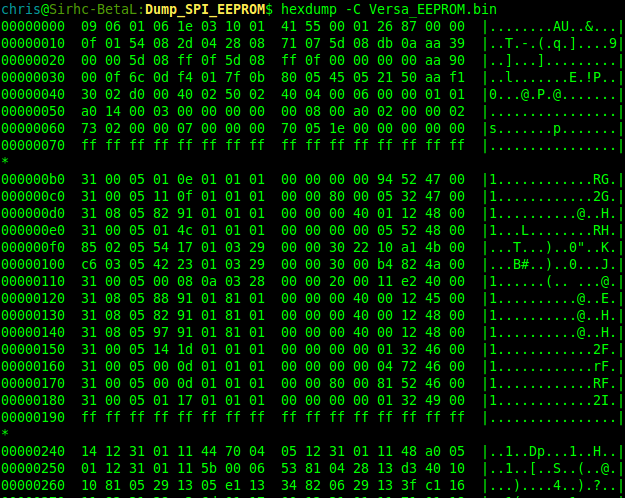 chris@Sirhc-BetaL:Dump_SPI_EEPROM$ hexdump -C Versa_EEPROM.bin
00000000  09 06 01 06 1e 03 10 01  41 55 00 01 26 87 00 00  |........AU..&...|
00000010  0f 01 54 08 2d 04 28 08  71 07 5d 08 db 0a aa 39  |..T.-.(.q.]....9|
00000020  00 00 5d 08 ff 0f 5d 08  ff 0f 00 00 00 00 aa 90  |..]...].........|
00000030  00 0f 6c 0d f4 01 7f 0b  80 05 45 05 21 50 aa f1  |..l.......E.!P..|
00000040  30 02 d0 00 40 02 50 02  40 04 00 06 00 00 01 01  |0...@.P.@.......|
00000050  a0 14 00 03 00 00 00 00  00 08 00 a0 02 00 00 02  |................|
00000060  73 02 00 00 07 00 00 00  70 05 1e 00 00 00 00 00  |s.......p.......|
00000070  ff ff ff ff ff ff ff ff  ff ff ff ff ff ff ff ff  |................|
*
000000b0  31 00 05 01 0e 01 01 01  00 00 00 00 94 52 47 00  |1............RG.|
000000c0  31 00 05 11 0f 01 01 01  00 00 80 00 05 32 47 00  |1............2G.|
000000d0  31 08 05 82 91 01 01 01  00 00 00 40 01 12 48 00  |1..........@..H.|
000000e0  31 00 05 01 4c 01 01 01  00 00 00 00 05 52 48 00  |1...L........RH.|
000000f0  85 02 05 54 17 01 03 29  00 00 30 22 10 a1 4b 00  |...T...)..0"..K.|
00000100  c6 03 05 42 23 01 03 29  00 00 30 00 b4 82 4a 00  |...B#..)..0...J.|
00000110  31 00 05 00 08 0a 03 28  00 00 20 00 11 e2 40 00  |1......(.. ...@.|
00000120  31 08 05 88 91 01 81 01  00 00 00 40 00 12 45 00  |1..........@..E.|
00000130  31 08 05 82 91 01 81 01  00 00 00 40 00 12 48 00  |1..........@..H.|
00000140  31 08 05 97 91 01 81 01  00 00 00 40 00 12 48 00  |1..........@..H.|
00000150  31 00 05 14 1d 01 01 01  00 00 00 00 01 32 46 00  |1............2F.|
00000160  31 00 05 00 0d 01 01 01  00 00 00 00 04 72 46 00  |1............rF.|
00000170  31 00 05 00 0d 01 01 01  00 00 80 00 81 52 46 00  |1............RF.|
00000180  31 00 05 01 17 01 01 01  00 00 00 00 01 32 49 00  |1............2I.|
00000190  ff ff ff ff ff ff ff ff  ff ff ff ff ff ff ff ff  |................|
*
00000240  14 12 31 01 11 44 70 04  05 12 31 01 11 48 a0 05  |..1..Dp...1..H..|
00000250  01 12 31 01 11 5b 00 06  53 81 04 28 13 d3 40 10  |..1..[..S..(..@.|
00000260  10 81 05 29 13 05 e1 13  34 82 06 29 13 3f c1 16  |...)....4..).?..|